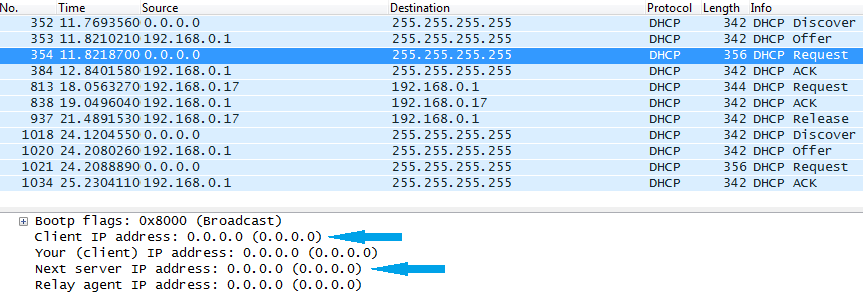 No. Time Source Destination Protocol Length Info
352 11.7693560 0.0.0.0 255.255.255.255 DHCP 342 DHCP Discover
353 11.8210210 192.168.0.1 255.255.255.255 DHCP 342 DHCP Offer
354 11.8218700 0.0.0.0 255.255.255.255 DHCP 356 DHCP Request
384 12.8401580 192.168.0.1 255.255.255.255 DHCP 342 DHCP ACK
813 18.0563270 192.168.0.17 192.168.0.1 DHCP 344 DHCP Request
838 19.0496040 192.168.0.1 192.168.0.17 DHCP 342 DHCP ACK
937 21.4891530 192.168.0.17 192.168.0.1 DHCP 342 DHCP Release
1018 24.1204550 0.0.0.0 255.255.255.255 DHCP 342 DHCP Discover
1020 24.2080260 192.168.0.1 255.255.255.255 DHCP 342 DHCP Offer
1021 24.2088890 0.0.0.0 255.255.255.255 DHCP 356 DHCP Request
1034 25.2304110 192.168.0.1 255.255.255.255 DHCP 342 DHCP ACK
Bootp flags: 0x8000 (Broadcast)
Client IP address: 0.0.0.0 (0.0.0.0)
Your (client) IP address: 0.0.0.0 (0.0.0.0)
Next server IP address: 0.0.0.0 (0.0.0.0)
Relay agent IP address: 0.0.0.0 (0.0.0.0)